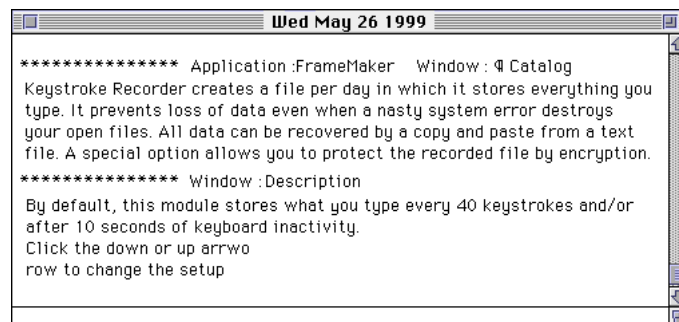 Wed May 26 1999
*************** Application :FrameMaker Window : ¶ Catalog
Keystroke Recorder creates a file per day in which it stores everything you
type. It prevents loss of data even when a nasty system error destroys
your open files. All data can be recovered by a copy and paste from a text
file. A special option allows you to protect the recorded file by encryption.
*************** Window :Description
By default, this module stores what you type every 40 keystrokes and/or
after 10 seconds of keyboard inactivity.
Click the down or up arrwo
row to change the setup